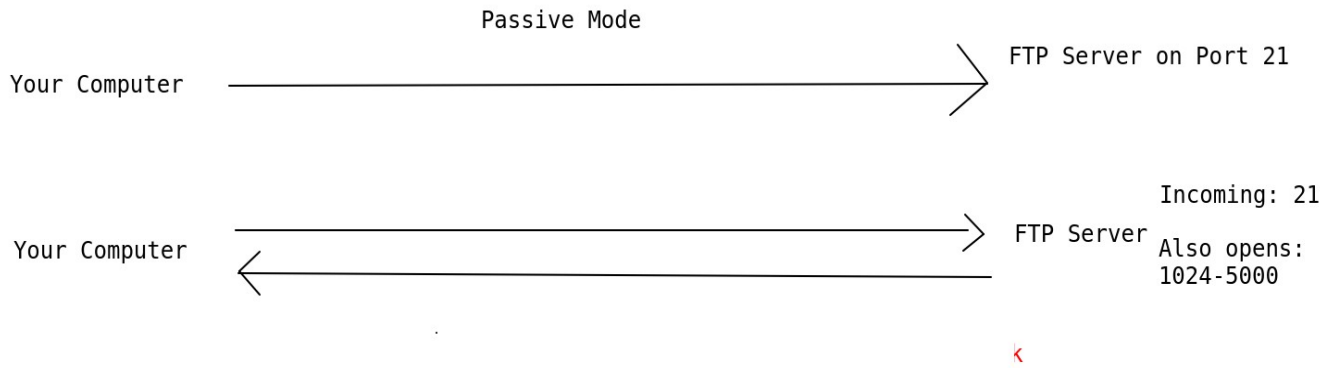 Passive Mode
FTP Server on Port 21
Your Computer
Incoming: 21
FTP Server
Your Computer
Also opens:
1024-5000
k